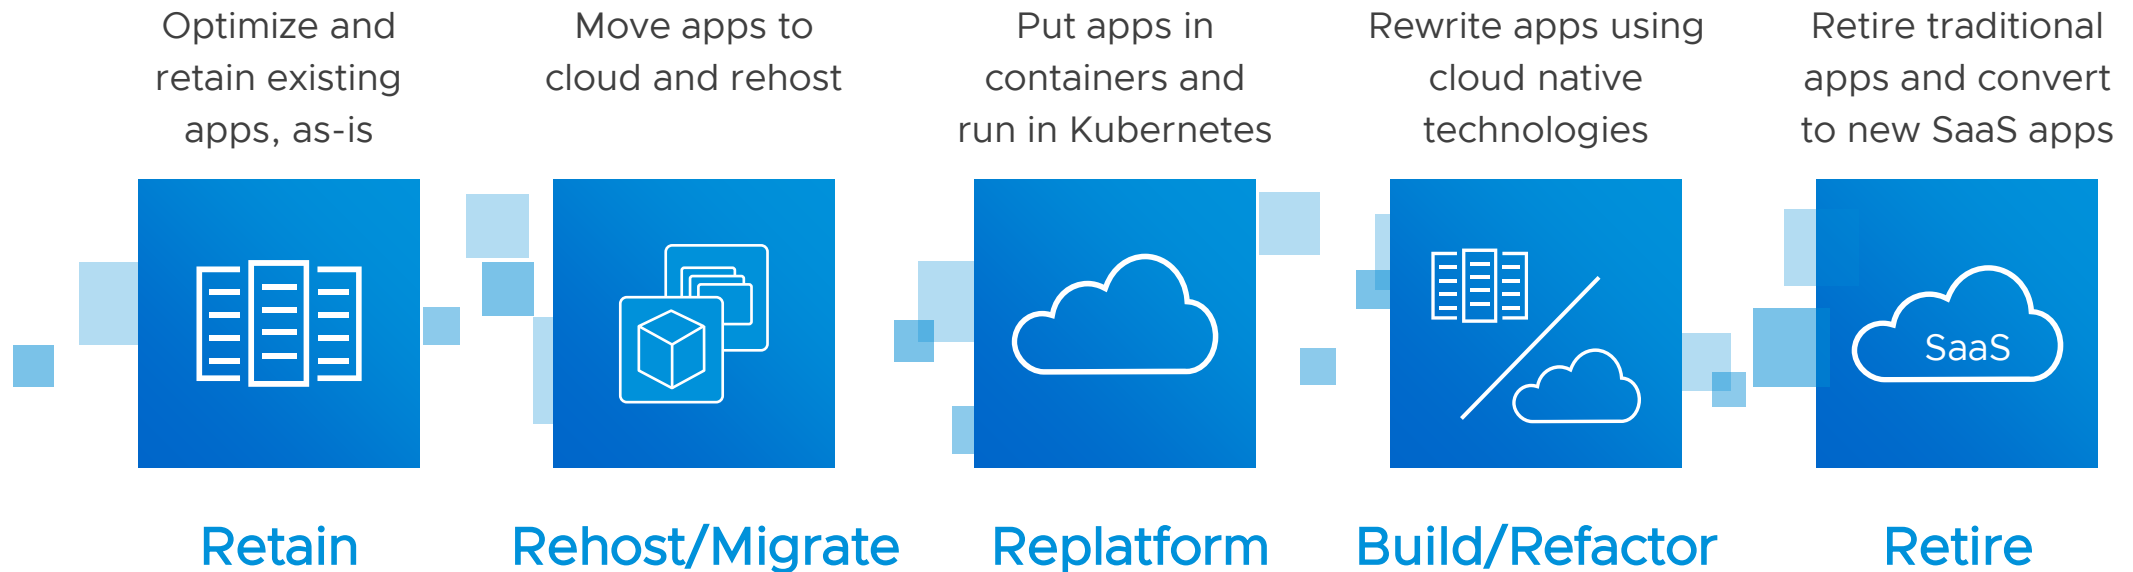 Optimize and
retain existing
apps, as-is
Move apps to
cloud and rehost
Put apps in
containers and
run in Kubernetes
Rewrite apps using
cloud native
technologies
Retire traditional
apps and convert
to new SaaS apps
SaaS
Retain
Rehost/Migrate
Replatform
Build/Refactor
Retire